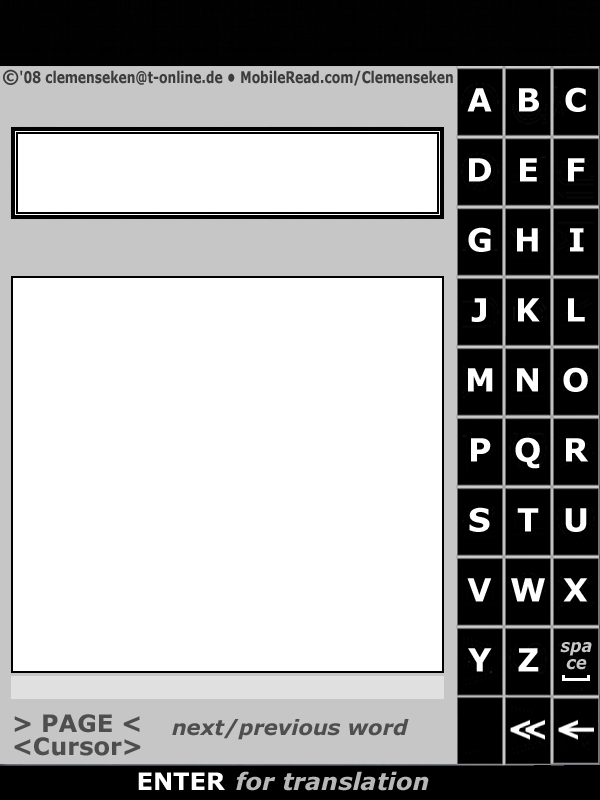 ©'08 clemenseken@t-online.de • MobileRead.com/Clemenseken
A B C
D E F
G H I
J K L
M N O
P Q R
S T U
V W X
Y Z space
≪ ←
> PAGE < next/previous word
<Cursor>
ENTER for translation